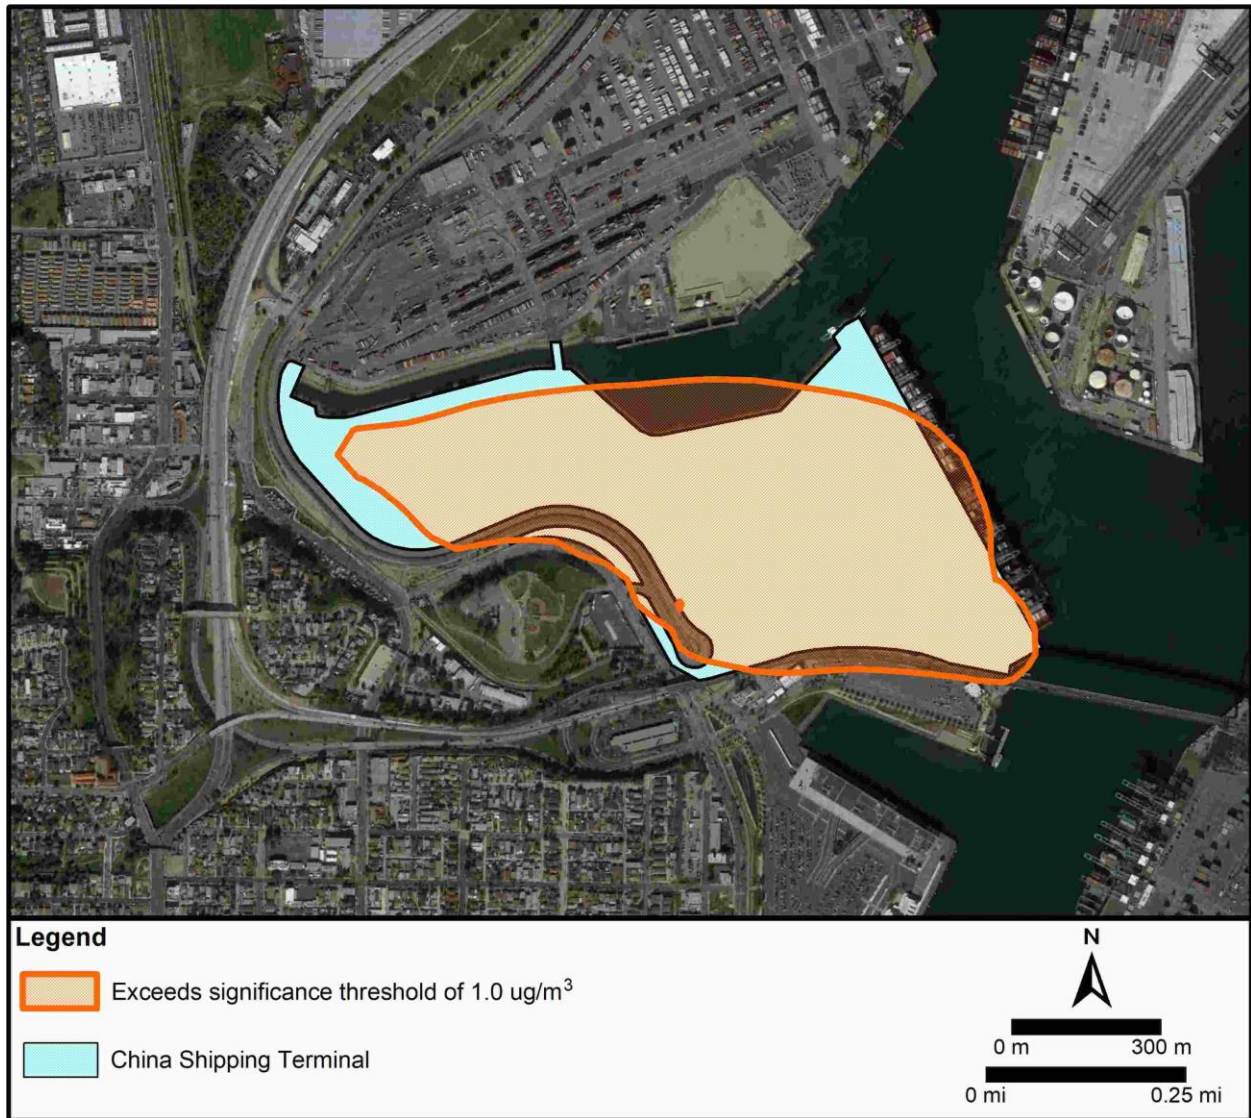 Legend
Exceeds significance threshold of 1.0 ug/m³
China Shipping Terminal
N
0 m 300 m
0 mi 0.25 mi